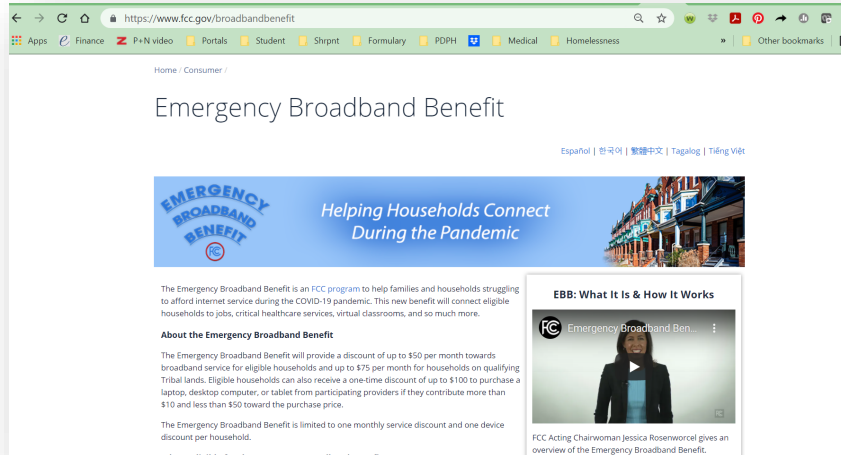 https://www.fcc.gov/broadbandbenefit
Apps Finance P+N video Portals Student Shrpnt Formulary PDPH Medical Homelessness » Other bookmarks
Home / Consumer /
Emergency Broadband Benefit
Español | 한국어 | 繁體中文 | Tagalog | Tiếng Việt
EMERGENCY
BROADBAND
BENEFIT
FC
Helping Households Connect
During the Pandemic
The Emergency Broadband Benefit is an FCC program to help families and households struggling
to afford internet service during the COVID-19 pandemic. This new benefit will connect eligible
households to jobs, critical healthcare services, virtual classrooms, and so much more.
About the Emergency Broadband Benefit
The Emergency Broadband Benefit will provide a discount of up to $50 per month towards
broadband service for eligible households and up to $75 per month for households on qualifying
Tribal lands. Eligible households can also receive a one-time discount of up to $100 to purchase a
laptop, desktop computer, or tablet from participating providers if they contribute more than
$10 and less than $50 toward the purchase price.
The Emergency Broadband Benefit is limited to one monthly service discount and one device
discount per household.
EBB: What It Is & How It Works
FC Emergency Broadband Ben...
FCC Acting Chairwoman Jessica Rosenworcel gives an
overview of the Emergency Broadband Benefit.